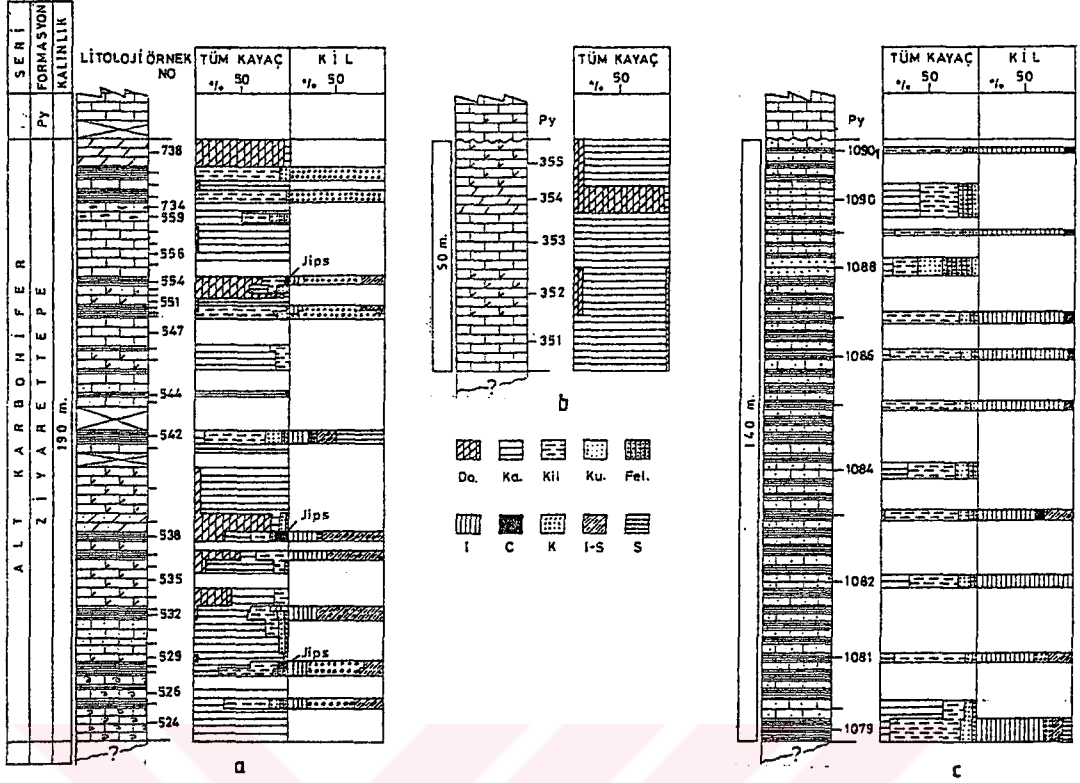 SERİ
FORMASYON
KALINLIK
LİTOLOJİ ÖRNEK NO
TÜM KAYAÇ
% 50
KİL
% 50
Py
ALT KARBONİFER
ZİYARETTEPE
190 m.
738
734
559
556
554
551
547
544
542
538
535
532
529
526
524
Jips
Jips
Jips
?
a
TÜM KAYAÇ
% 50
Py
50 m.
355
354
353
352
351
?
b
Do. Ka. Kil Ku. Fel.
I C K I-S S
TÜM KAYAÇ
% 50
KİL
% 50
Py
140 m.
1090₁
1090
1088
1086
1084
1082
1081
1079
?
c